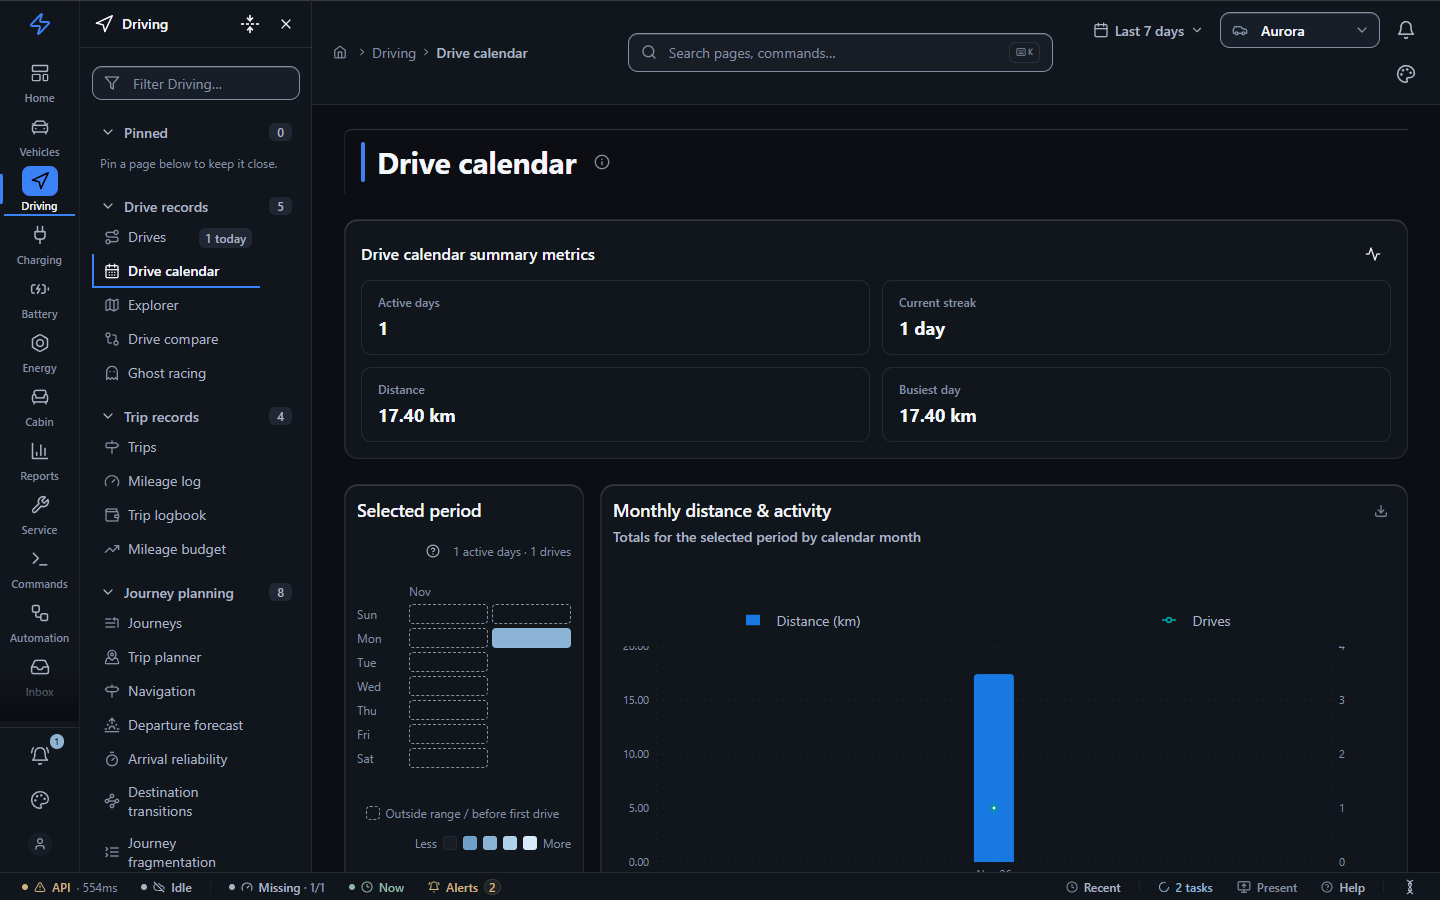 Home
Vehicles
Driving
Charging
Battery
Energy
Cabin
Reports
Service
Commands
Automation
Inbox
1
Driving
Filter Driving...
Pinned 0
Pin a page below to keep it close.
Drive records 5
Drives 1 today
Drive calendar
Explorer
Drive compare
Ghost racing
Trip records 4
Trips
Mileage log
Trip logbook
Mileage budget
Journey planning 8
Journeys
Trip planner
Navigation
Departure forecast
Arrival reliability
Destination
transitions
Journey
fragmentation
Driving Drive calendar
Search pages, commands... K
Last 7 days
Aurora
Drive calendar
Drive calendar summary metrics
Active days
1
Current streak
1 day
Distance
17.40 km
Busiest day
17.40 km
Selected period
1 active days · 1 drives
Nov
Sun
Mon
Tue
Wed
Thu
Fri
Sat
Outside range / before first drive
Less More
Monthly distance & activity
Totals for the selected period by calendar month
Distance (km) Drives
20.00 4
15.00 3
10.00 2
5.00 1
0.00 0
API · 554ms Idle Missing · 1/1 Now Alerts 2 Recent 2 tasks Present Help